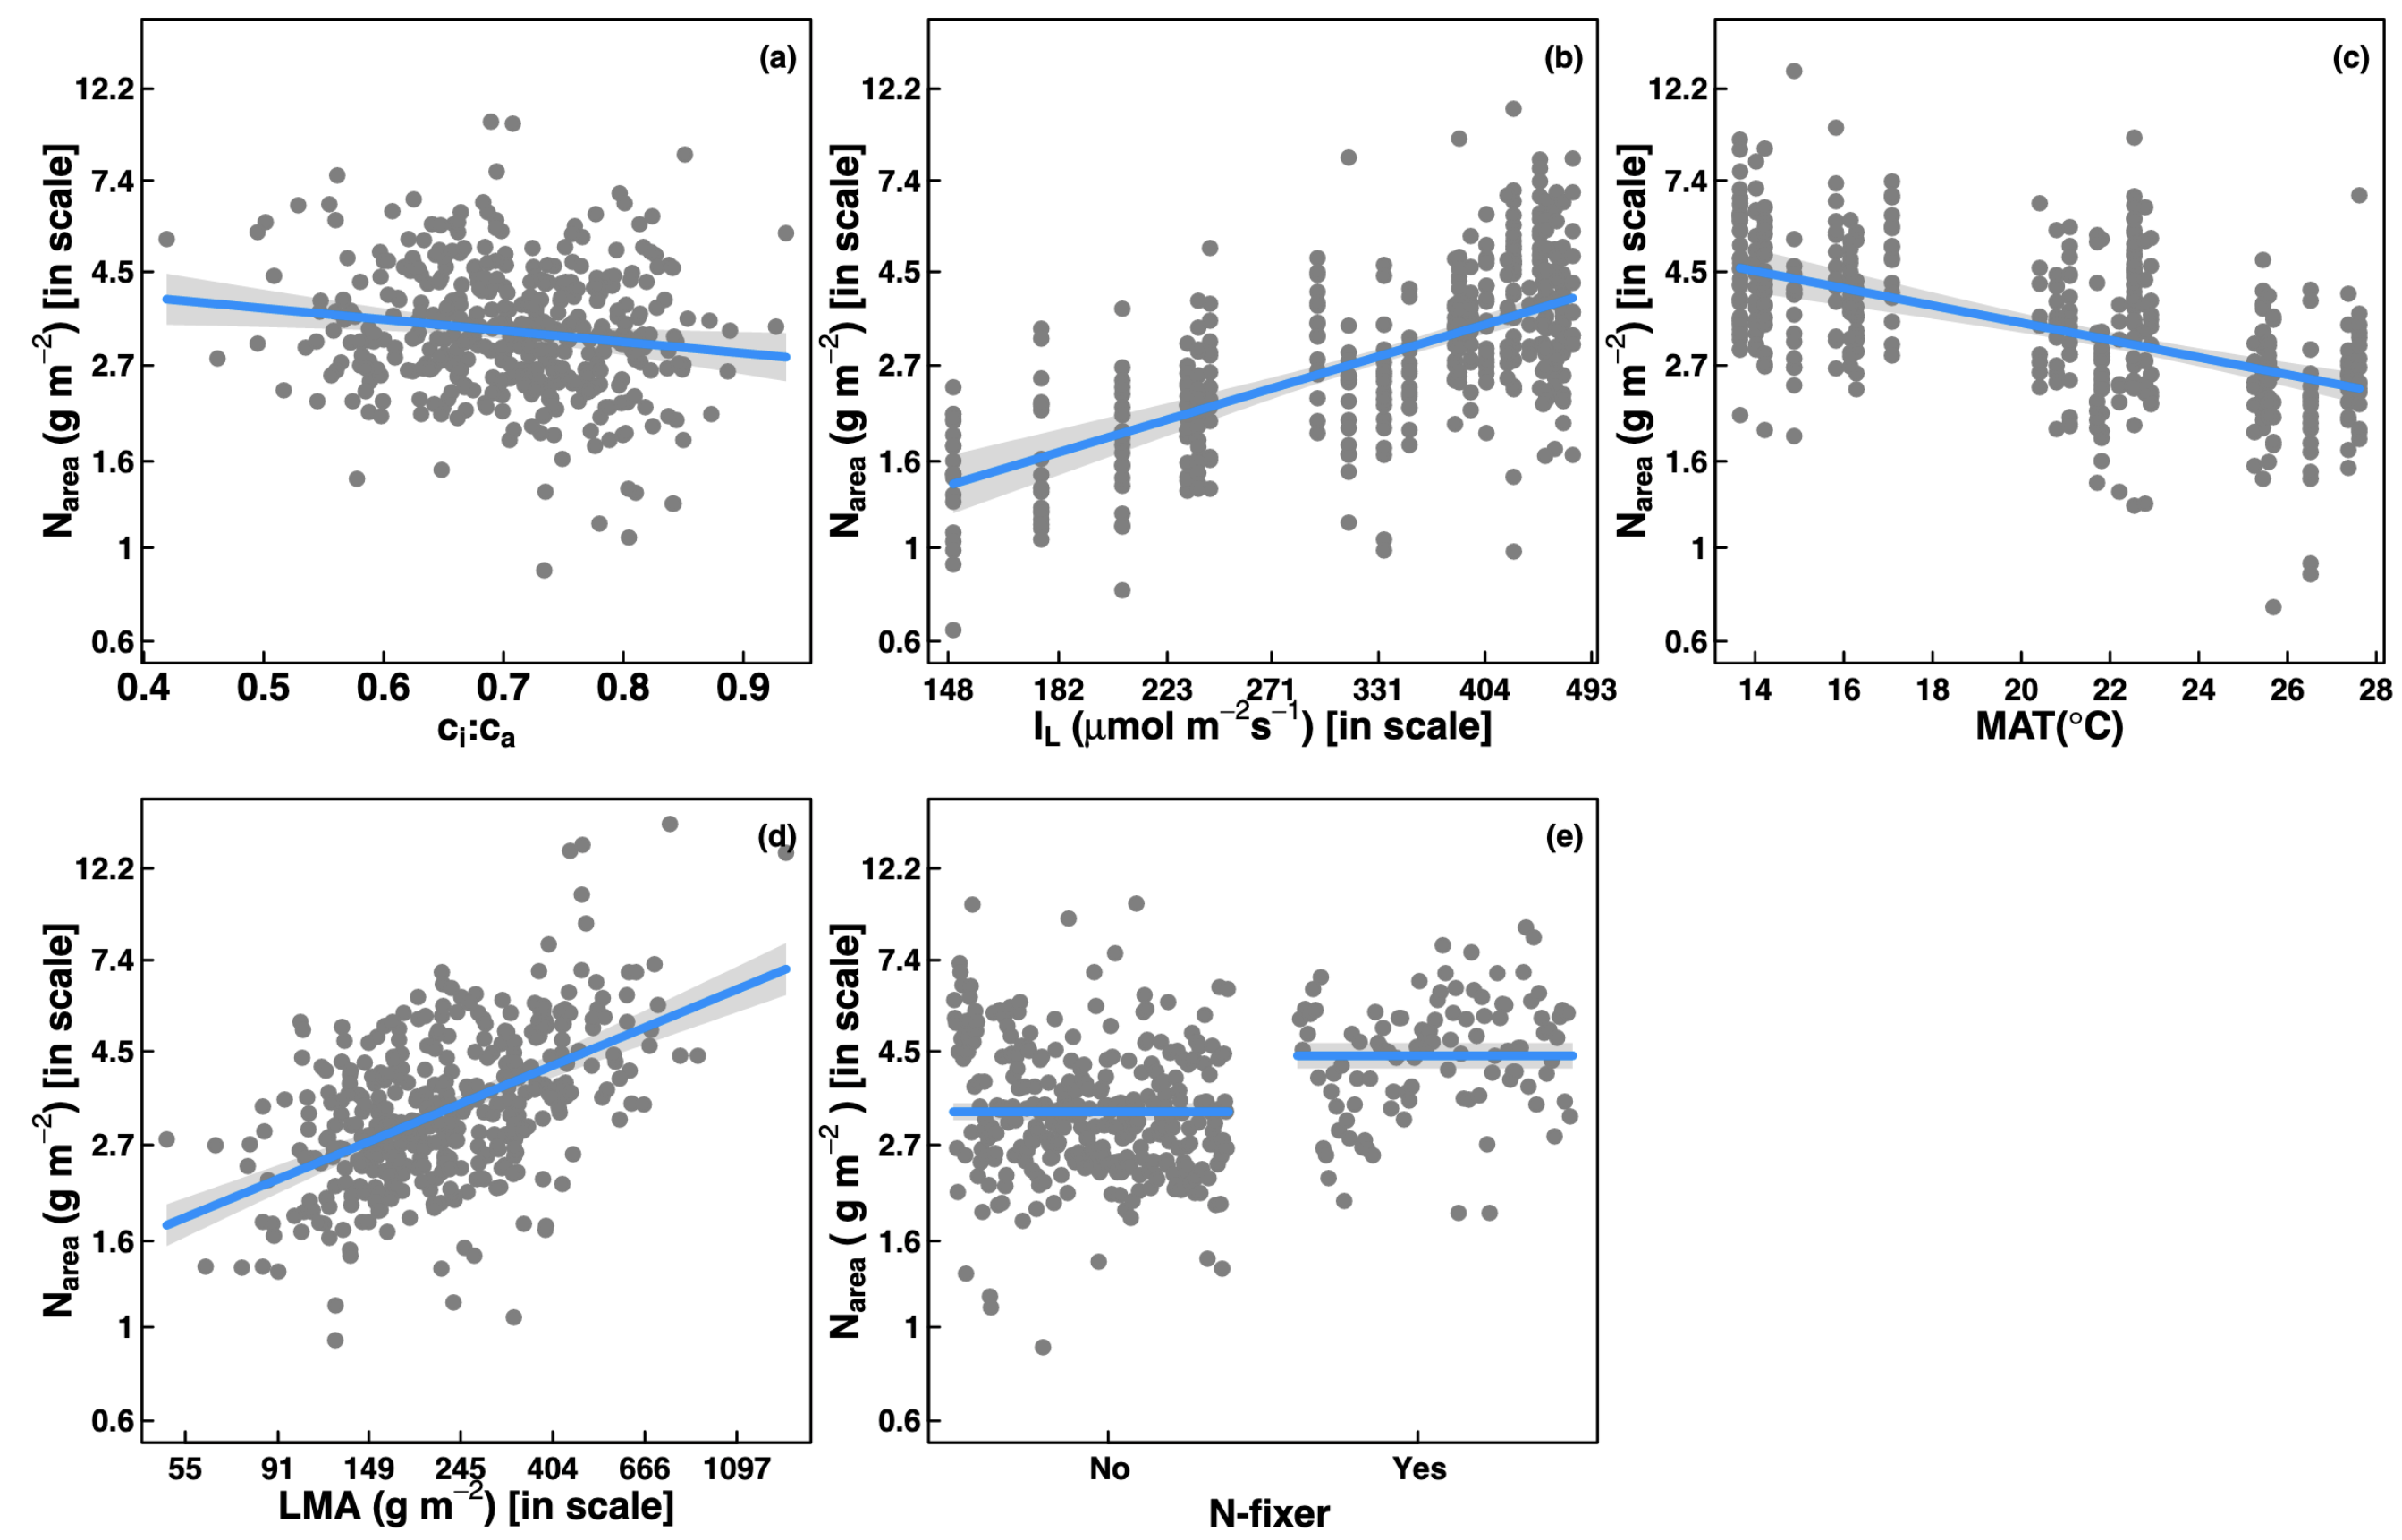 (a)
12.2
7.4
4.5
2.7
1.6
1
0.6
Narea (g m−2) [in scale]
0.4 0.5 0.6 0.7 0.8 0.9
ci:ca
(b)
12.2
7.4
4.5
2.7
1.6
1
0.6
Narea (g m−2) [in scale]
148 182 223 271 331 404 493
IL (μmol m−2s−1) [in scale]
(c)
12.2
7.4
4.5
2.7
1.6
1
0.6
Narea (g m−2) [in scale]
14 16 18 20 22 24 26 28
MAT(°C)
(d)
12.2
7.4
4.5
2.7
1.6
1
0.6
Narea (g m−2) [in scale]
55 91 149 245 404 666 1097
LMA (g m−2) [in scale]
(e)
12.2
7.4
4.5
2.7
1.6
1
0.6
Narea ( g m−2 ) [in scale]
No Yes
N-fixer